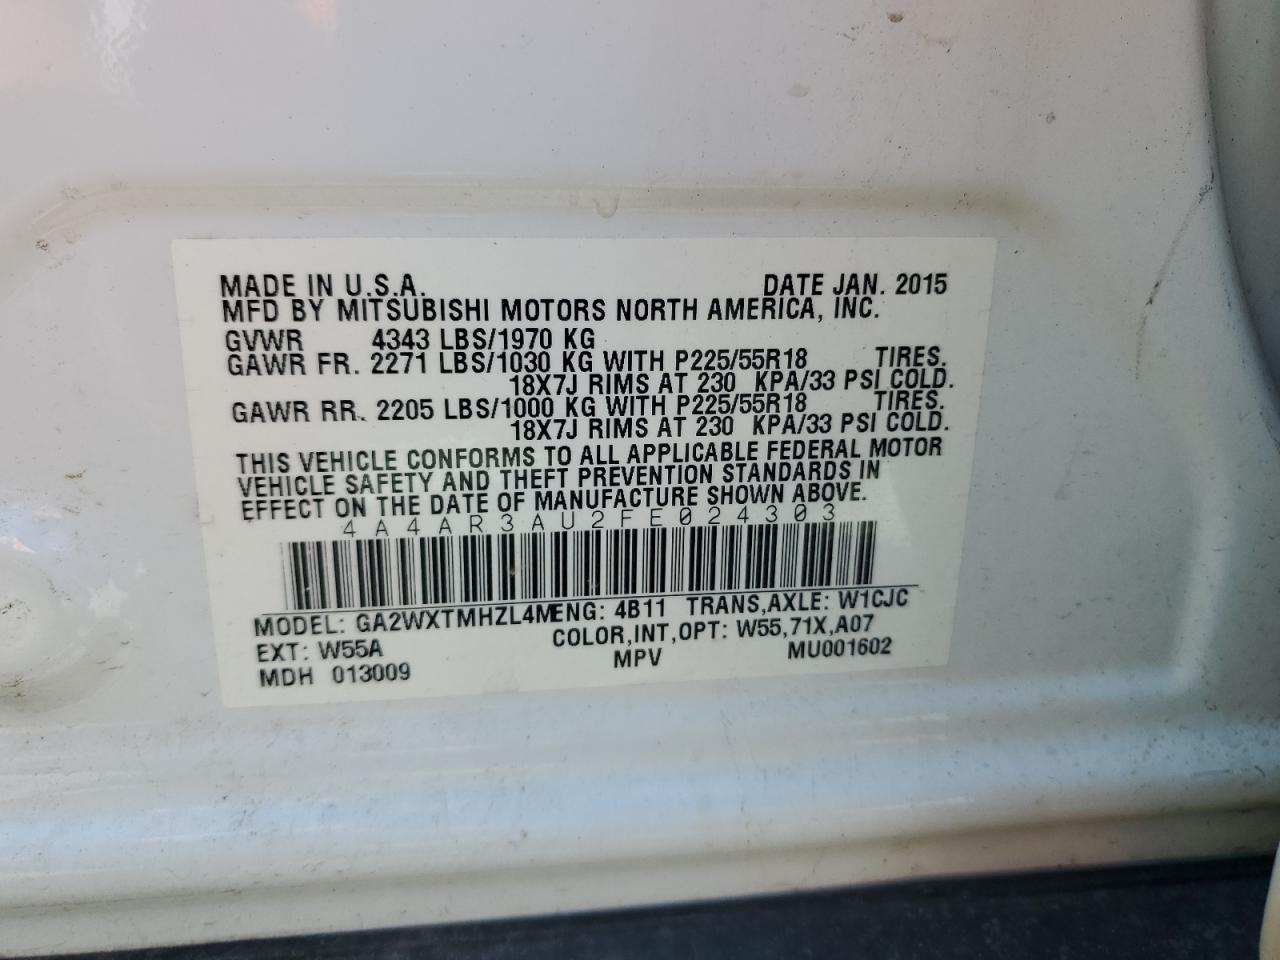 MADE IN U.S.A. DATE JAN. 2015
MFD BY MITSUBISHI MOTORS NORTH AMERICA, INC.
GVWR 4343 LBS/1970 KG
GAWR FR. 2271 LBS/1030 KG WITH P225/55R18 TIRES.
18X7J RIMS AT 230 KPA/33 PSI COLD.
GAWR RR. 2205 LBS/1000 KG WITH P225/55R18 TIRES.
18X7J RIMS AT 230 KPA/33 PSI COLD.
THIS VEHICLE CONFORMS TO ALL APPLICABLE FEDERAL MOTOR
VEHICLE SAFETY AND THEFT PREVENTION STANDARDS IN
EFFECT ON THE DATE OF MANUFACTURE SHOWN ABOVE.
4A4AR3AU2FE024303
MODEL: GA2WXTMHZL4M ENG: 4B11 TRANS,AXLE: W1CJC
EXT: W55A COLOR,INT,OPT: W55,71X,A07
MDH 013009 MPV MU001602